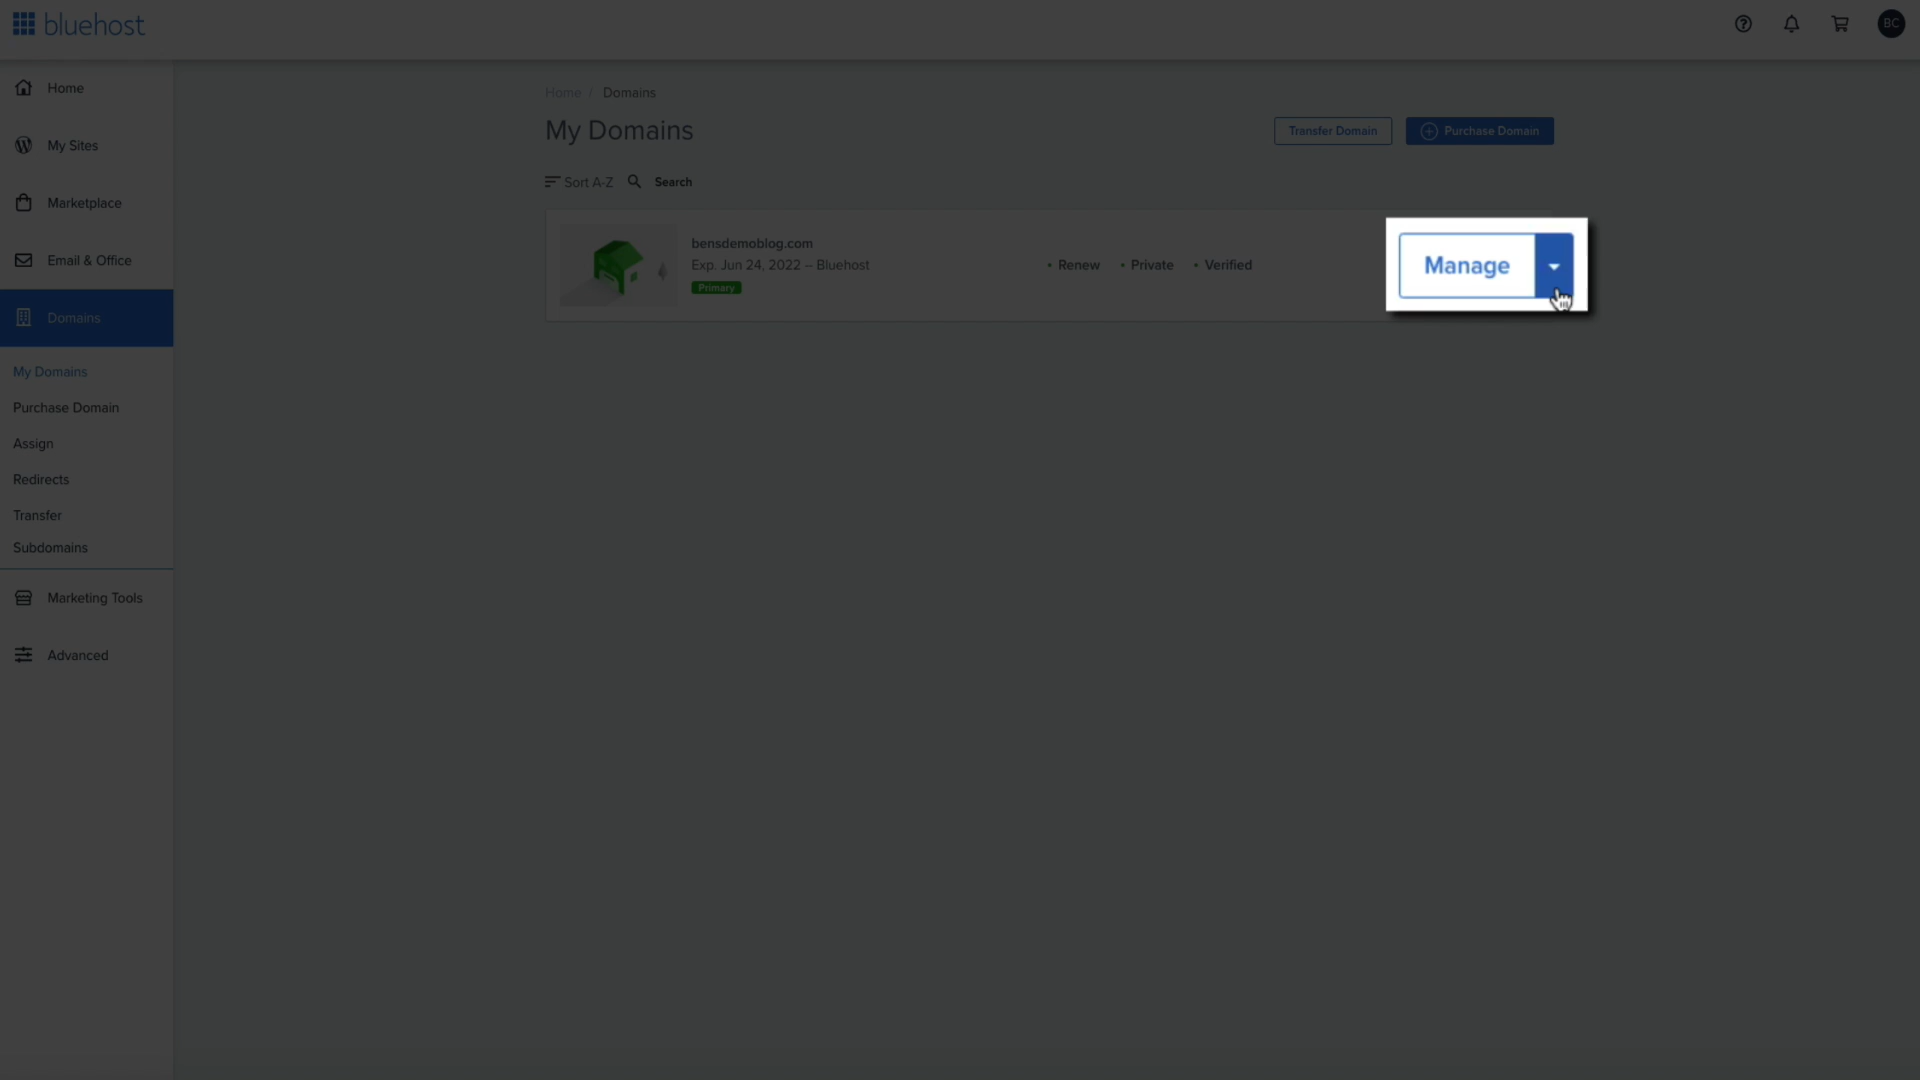 bluehost
BC
Home
My Sites
Marketplace
Email & Office
Domains
My Domains
Purchase Domain
Assign
Redirects
Transfer
Subdomains
Marketing Tools
Advanced
Home / Domains
My Domains
Transfer Domain
Purchase Domain
Sort A-Z
Search
bensdemoblog.com
Exp. Jun 24, 2022 -- Bluehost
Primary
• Renew • Private • Verified
Manage